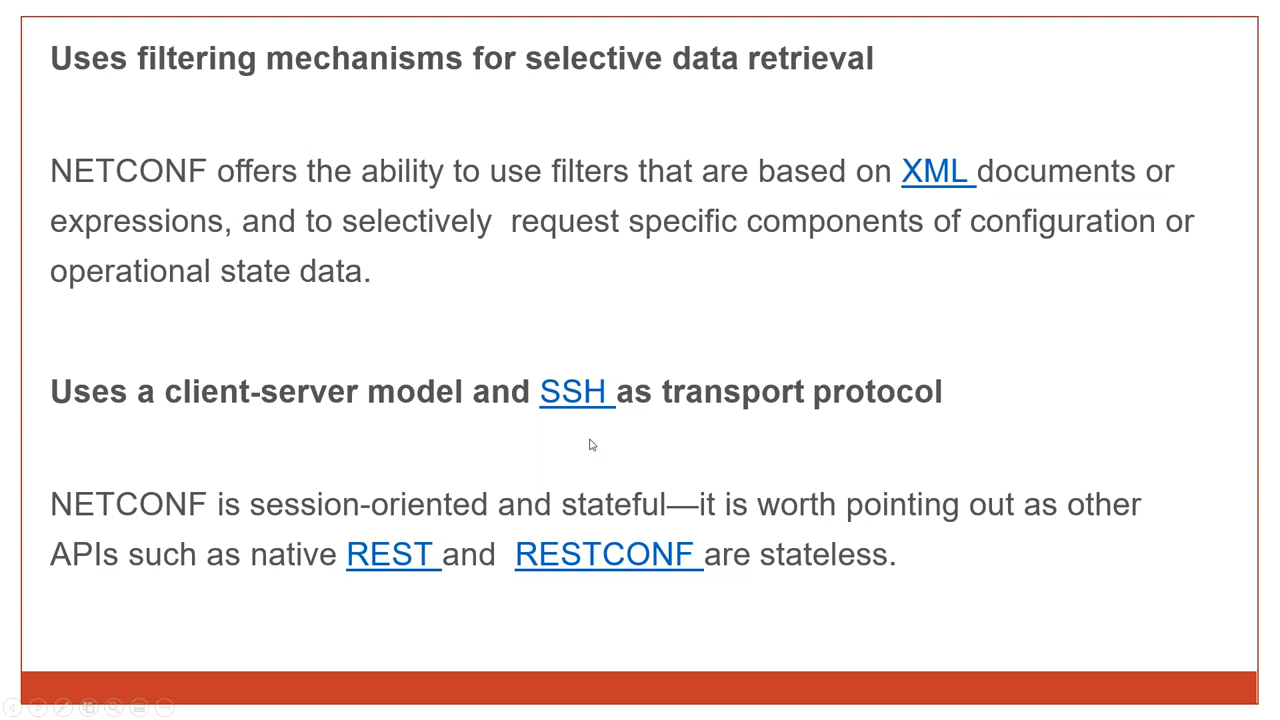 Uses filtering mechanisms for selective data retrieval
NETCONF offers the ability to use filters that are based on XML documents or
expressions, and to selectively  request specific components of configuration or
operational state data.
Uses a client-server model and SSH as transport protocol
NETCONF is session-oriented and stateful—it is worth pointing out as other
APIs such as native REST and  RESTCONF are stateless.